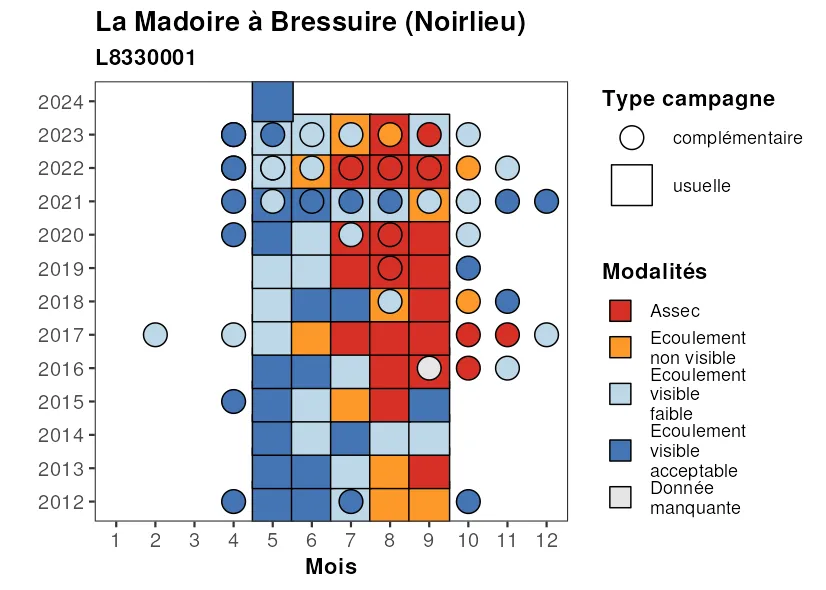 La Madoire à Bressuire (Noirlieu)
L8330001
2024
2023
2022
2021
2020
2019
2018
2017
2016
2015
2014
2013
2012
1 2 3 4 5 6 7 8 9 10 11 12
Mois
Type campagne
complémentaire
usuelle
Modalités
Assec
Ecoulement
non visible
Ecoulement
visible
faible
Ecoulement
visible
acceptable
Donnée
manquante